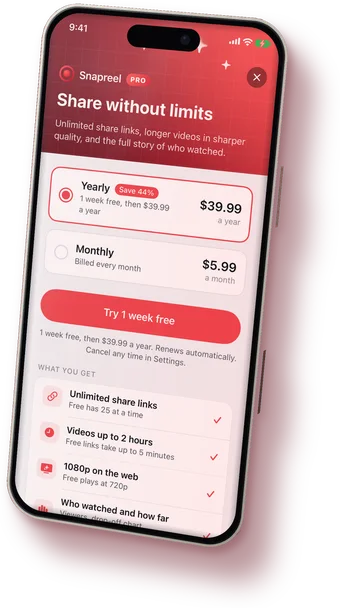 9:41
Snapreel PRO
Share without limits
Unlimited share links, longer videos in sharper
quality, and the full story of who watched.
Yearly Save 44%
1 week free, then $39.99
a year
$39.99
a year
Monthly
Billed every month
$5.99
a month
Try 1 week free
1 week free, then $39.99 a year. Renews automatically.
Cancel any time in Settings.
WHAT YOU GET
Unlimited share links
Free has 25 at a time
Videos up to 2 hours
Free links take up to 5 minutes
1080p on the web
Free plays at 720p
Who watched and how far
Viewers, drop-off chart